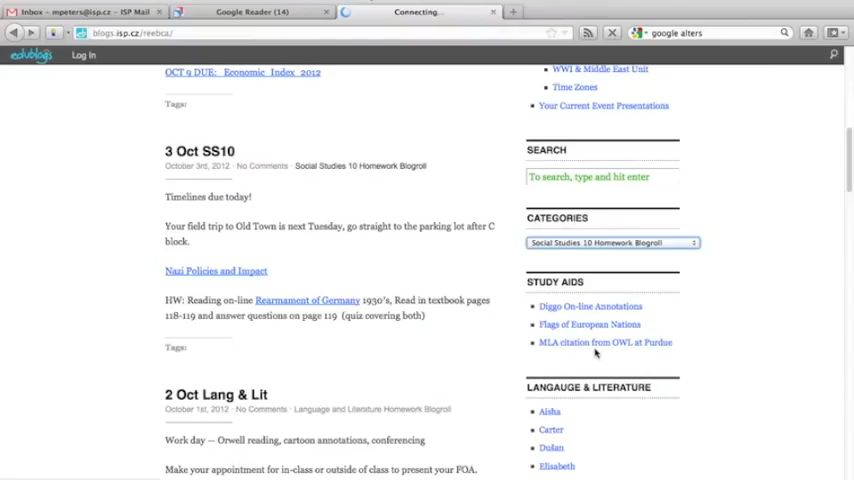 Inbox – mpeters@isp.cz – ISP Mail
Google Reader (14)
Connecting...
blogs.isp.cz/reebca/
google alters
edublogs
Log In
OCT 9 DUE: Economic_Index_2012
Tags:
3 Oct SS10
October 3rd, 2012 · No Comments · Social Studies 10 Homework Blogroll
Timelines due today!
Your field trip to Old Town is next Tuesday, go straight to the parking lot after C
block.
Nazi Policies and Impact
HW: Reading on-line Rearmament of Germany 1930's, Read in textbook pages
118-119 and answer questions on page 119 (quiz covering both)
Tags:
2 Oct Lang & Lit
October 1st, 2012 · No Comments · Language and Literature Homework Blogroll
Work day — Orwell reading, cartoon annotations, conferencing
Make your appointment for in-class or outside of class to present your FOA.
WWI & Middle East Unit
Time Zones
Your Current Event Presentations
SEARCH
To search, type and hit enter
CATEGORIES
Social Studies 10 Homework Blogroll
STUDY AIDS
Diggo On-line Annotations
Flags of European Nations
MLA citation from OWL at Purdue
LANGAUGE & LITERATURE
Aisha
Carter
Dušan
Elisabeth